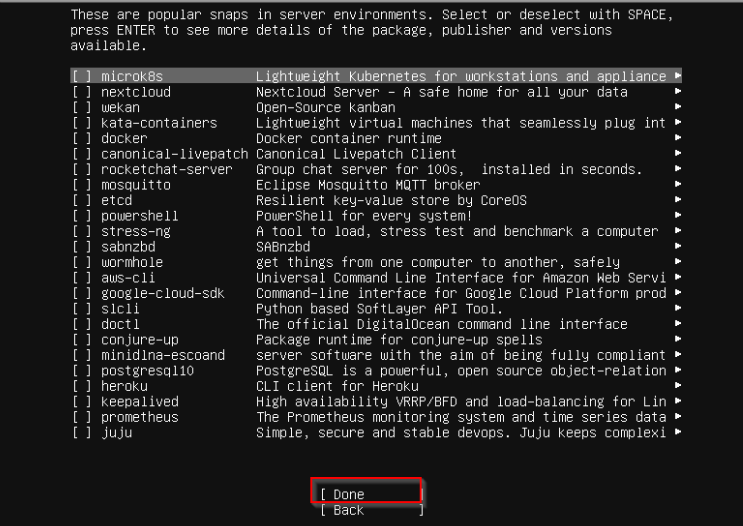 These are popular snaps in server environments. Select or deselect with SPACE,
press ENTER to see more details of the package, publisher and versions
available.
[ ] microk8s Lightweight Kubernetes for workstations and appliance ▸
[ ] nextcloud Nextcloud Server - A safe home for all your data ▸
[ ] wekan Open-Source kanban ▸
[ ] kata-containers Lightweight virtual machines that seamlessly plug int ▸
[ ] docker Docker container runtime ▸
[ ] canonical-livepatch Canonical Livepatch Client ▸
[ ] rocketchat-server Group chat server for 100s, installed in seconds. ▸
[ ] mosquitto Eclipse Mosquitto MQTT broker ▸
[ ] etcd Resilient key-value store by CoreOS ▸
[ ] powershell PowerShell for every system! ▸
[ ] stress-ng A tool to load, stress test and benchmark a computer ▸
[ ] sabnzbd SABnzbd ▸
[ ] wormhole get things from one computer to another, safely ▸
[ ] aws-cli Universal Command Line Interface for Amazon Web Servi ▸
[ ] google-cloud-sdk Command-line interface for Google Cloud Platform prod ▸
[ ] slcli Python based SoftLayer API Tool. ▸
[ ] doctl The official DigitalOcean command line interface ▸
[ ] conjure-up Package runtime for conjure-up spells ▸
[ ] minidlna-escoand server software with the aim of being fully compliant ▸
[ ] postgresql10 PostgreSQL is a powerful, open source object-relation ▸
[ ] heroku CLI client for Heroku ▸
[ ] keepalived High availability VRRP/BFD and load-balancing for Lin ▸
[ ] prometheus The Prometheus monitoring system and time series data ▸
[ ] juju Simple, secure and stable devops. Juju keeps complexi ▸
[ Done ]
[ Back ]